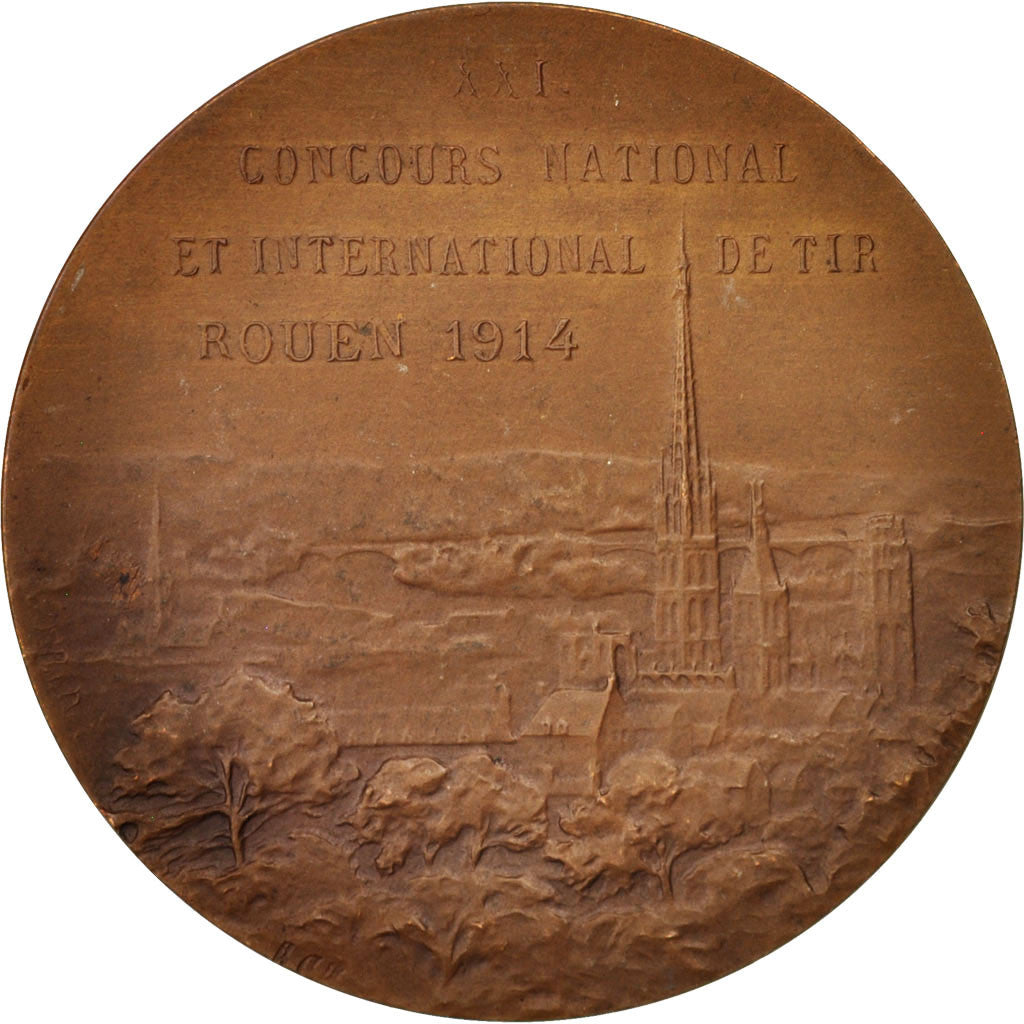 XXI.
CONCOURS NATIONAL
ET INTERNATIONAL DE TIR
ROUEN 1914